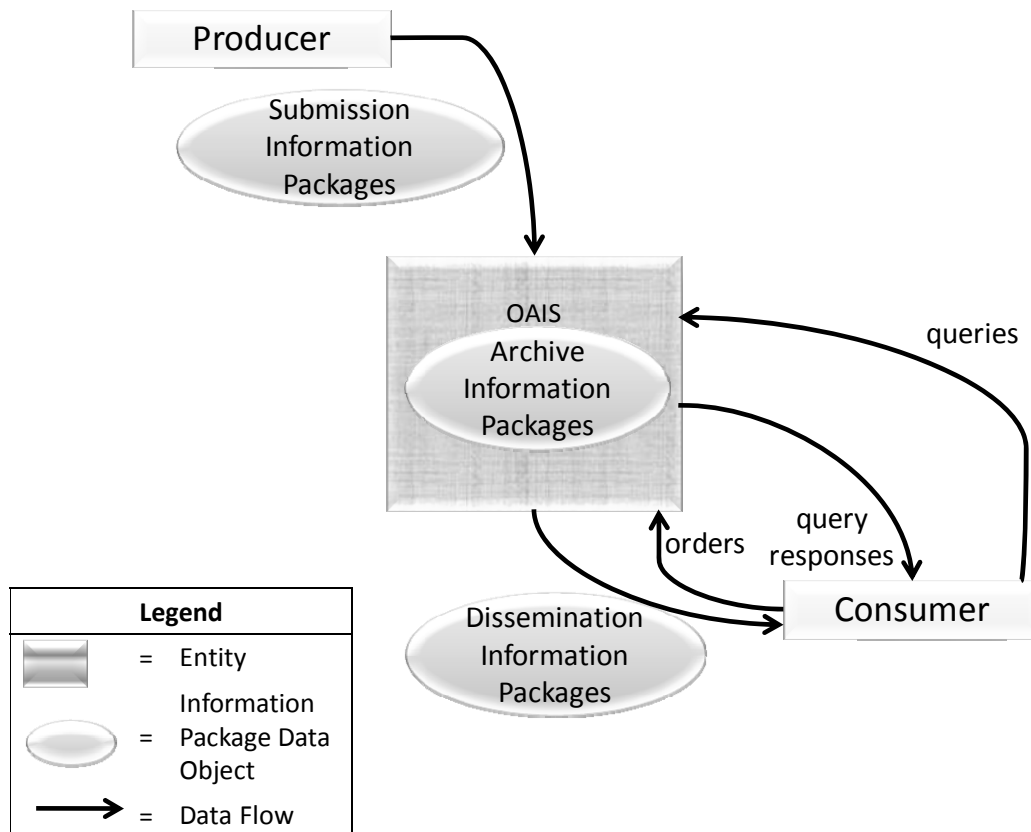 Producer
Submission
Information
Packages
OAIS
Archive
Information
Packages
queries
query
responses
orders
Consumer
Dissemination
Information
Packages
Legend
= Entity
Information
= Package Data
Object
= Data Flow